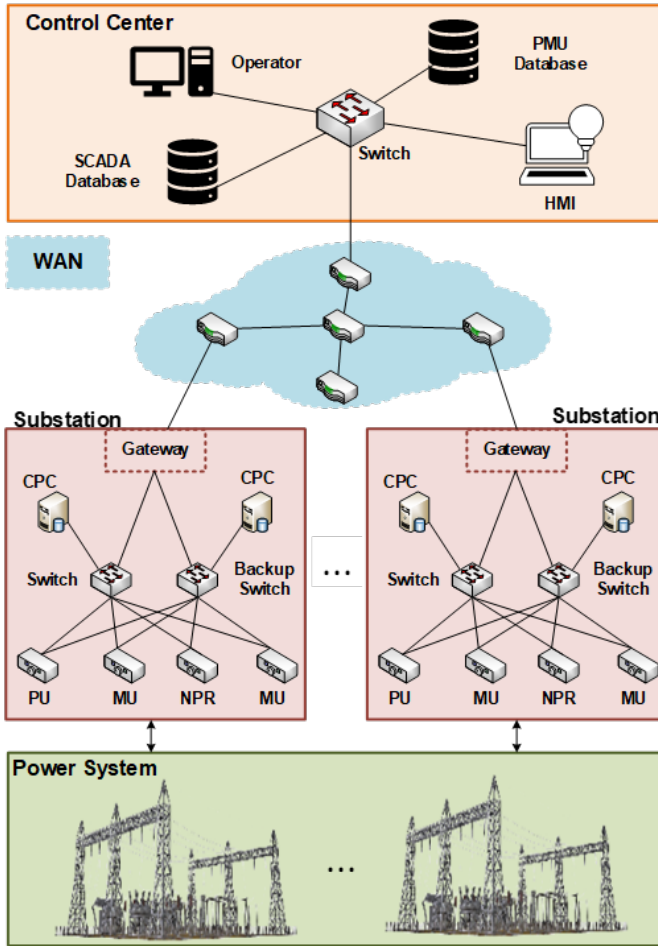 Control Center
Operator
PMU
Database
SCADA
Database
Switch
HMI
WAN
Substation
Substation
Gateway
Gateway
CPC
CPC
CPC
CPC
Switch
Backup
Switch
...
Switch
Backup
Switch
PU
MU
NPR
MU
PU
MU
NPR
MU
Power System
...